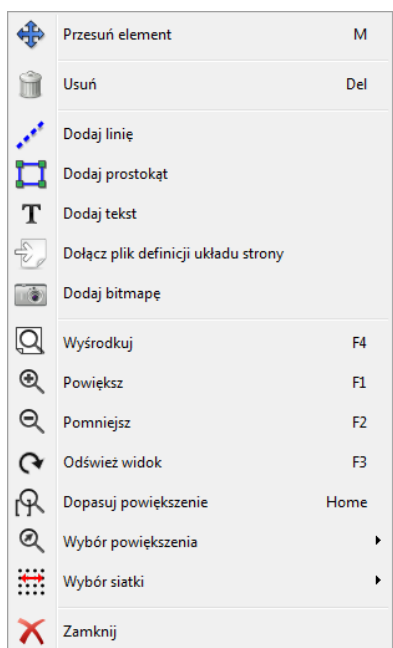 Przesuń element M
Usuń Del
Dodaj linię
Dodaj prostokąt
T Dodaj tekst
Dołącz plik definicji układu strony
Dodaj bitmapę
Wyśrodkuj F4
Powiększ F1
Pomniejsz F2
Odśwież widok F3
Dopasuj powiększenie Home
Wybór powiększenia
Wybór siatki
Zamknij